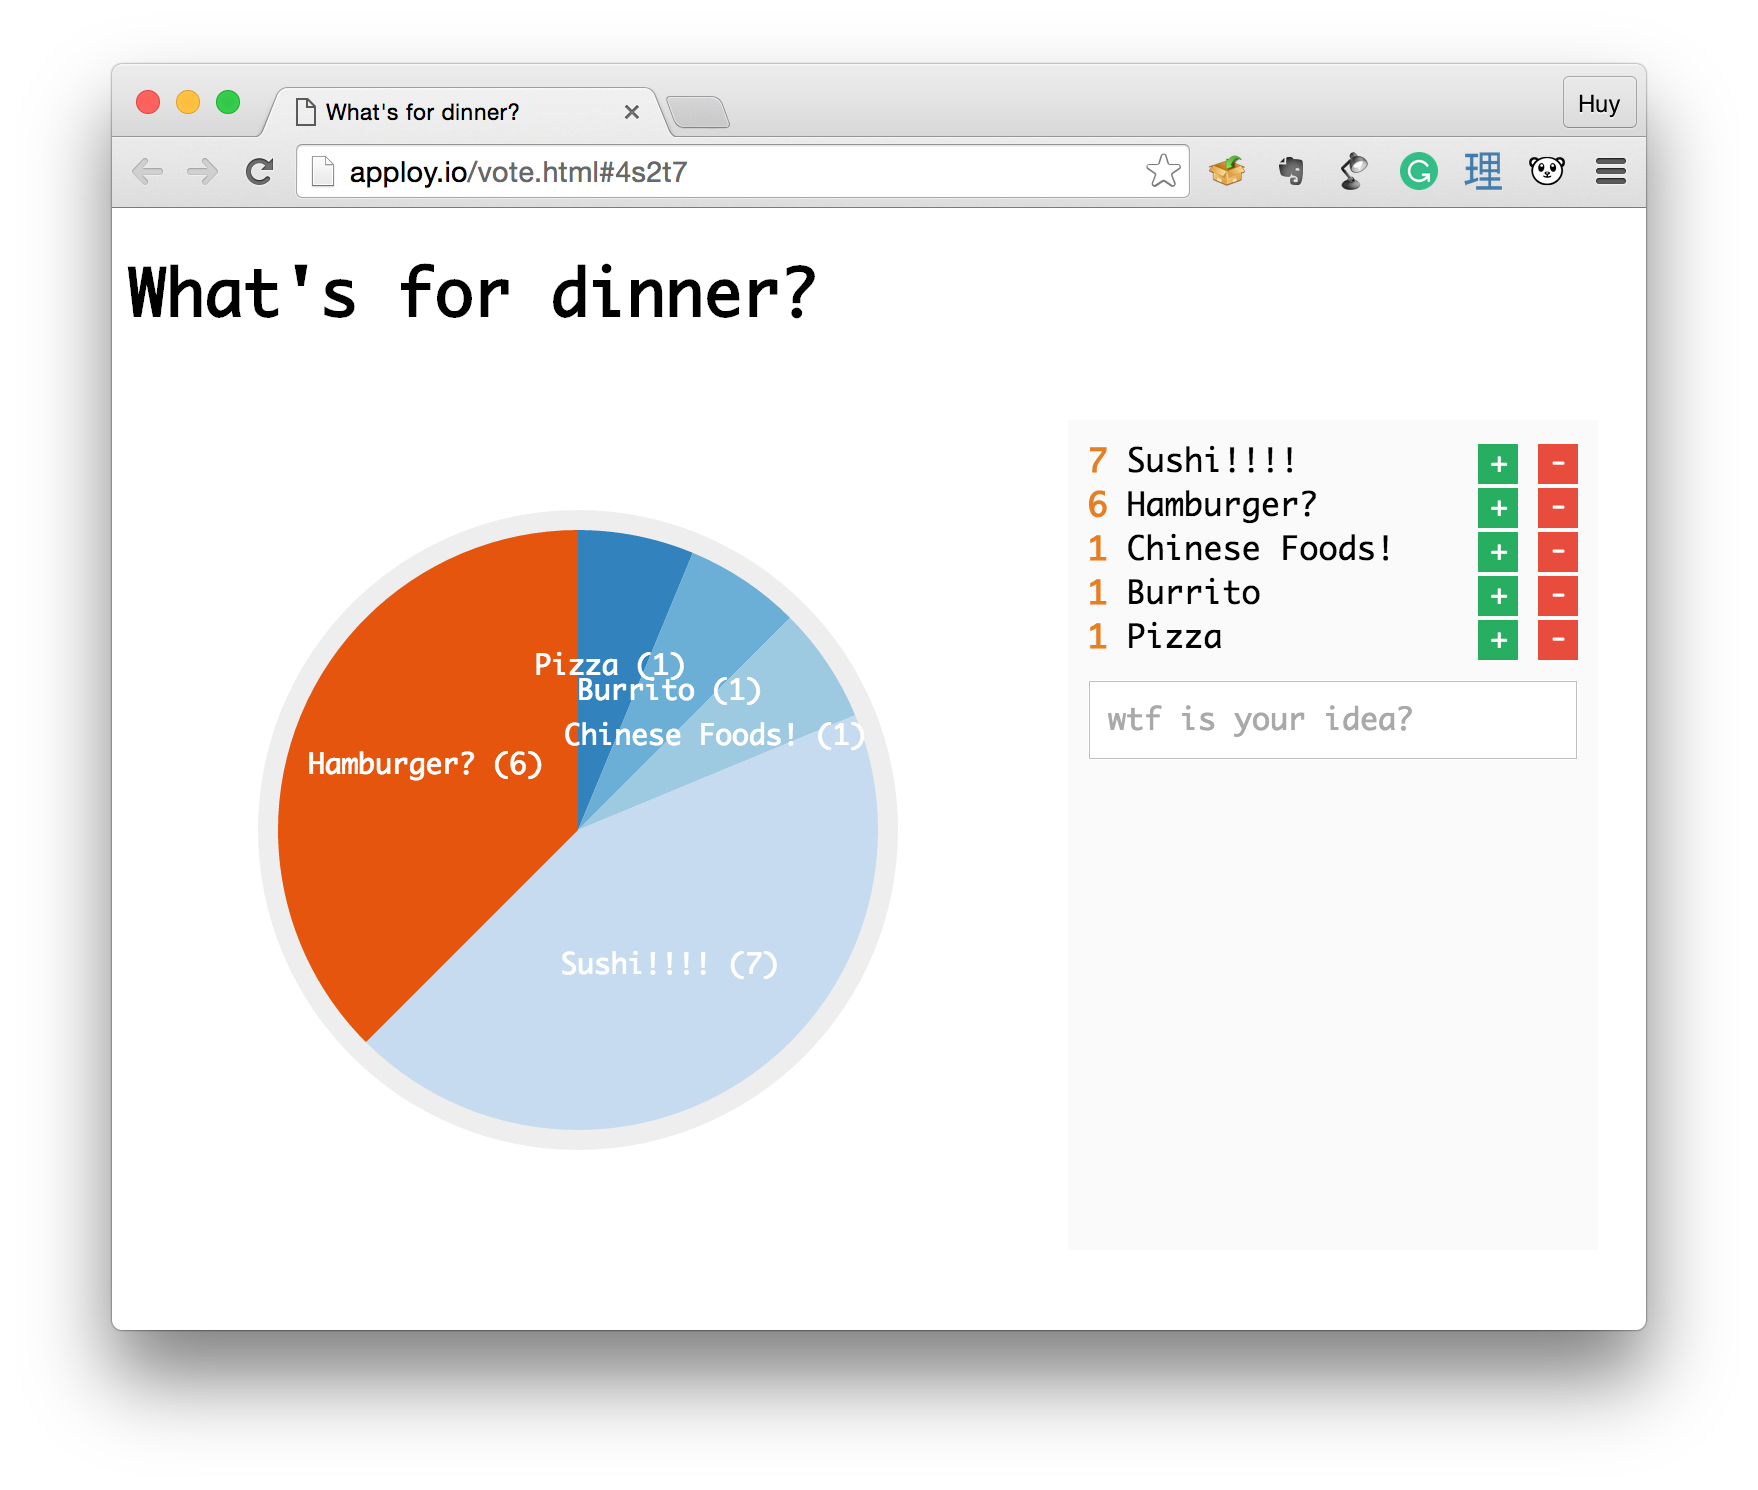 What's for dinner?
Huy
apploy.io/vote.html#4s2t7
理
What's for dinner?
7 Sushi!!!! + -
6 Hamburger? + -
1 Chinese Foods! + -
1 Burrito + -
1 Pizza + -
wtf is your idea?
Pizza (1)
Burrito (1)
Chinese Foods! (1)
Hamburger? (6)
Sushi!!!! (7)